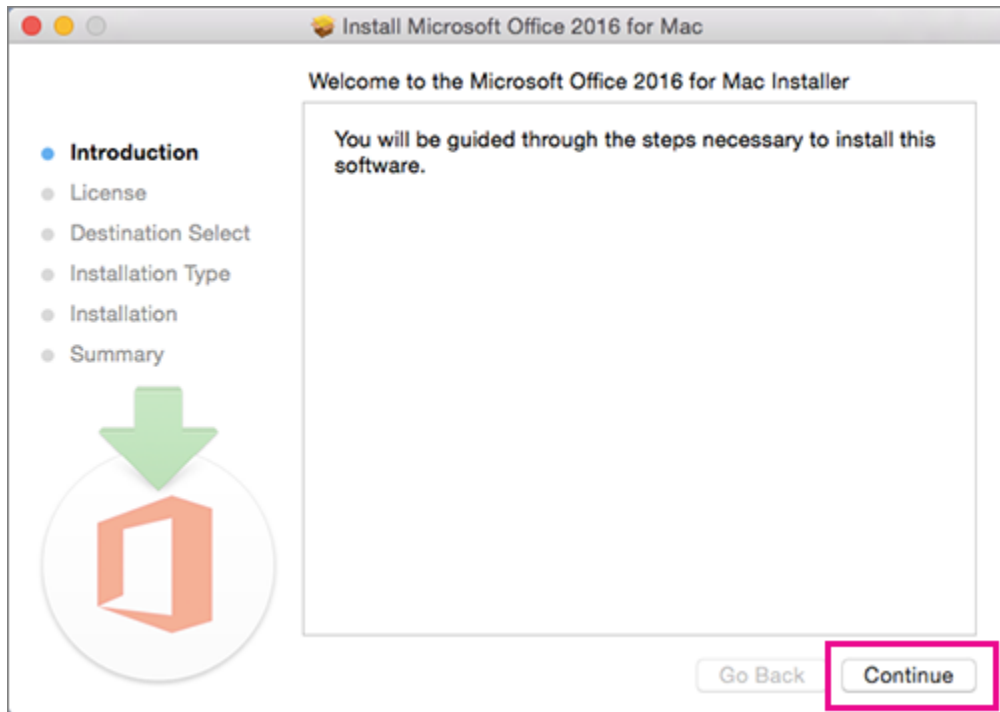 Install Microsoft Office 2016 for Mac
Welcome to the Microsoft Office 2016 for Mac Installer
Introduction
License
Destination Select
Installation Type
Installation
Summary
You will be guided through the steps necessary to install this
software.
Go Back
Continue